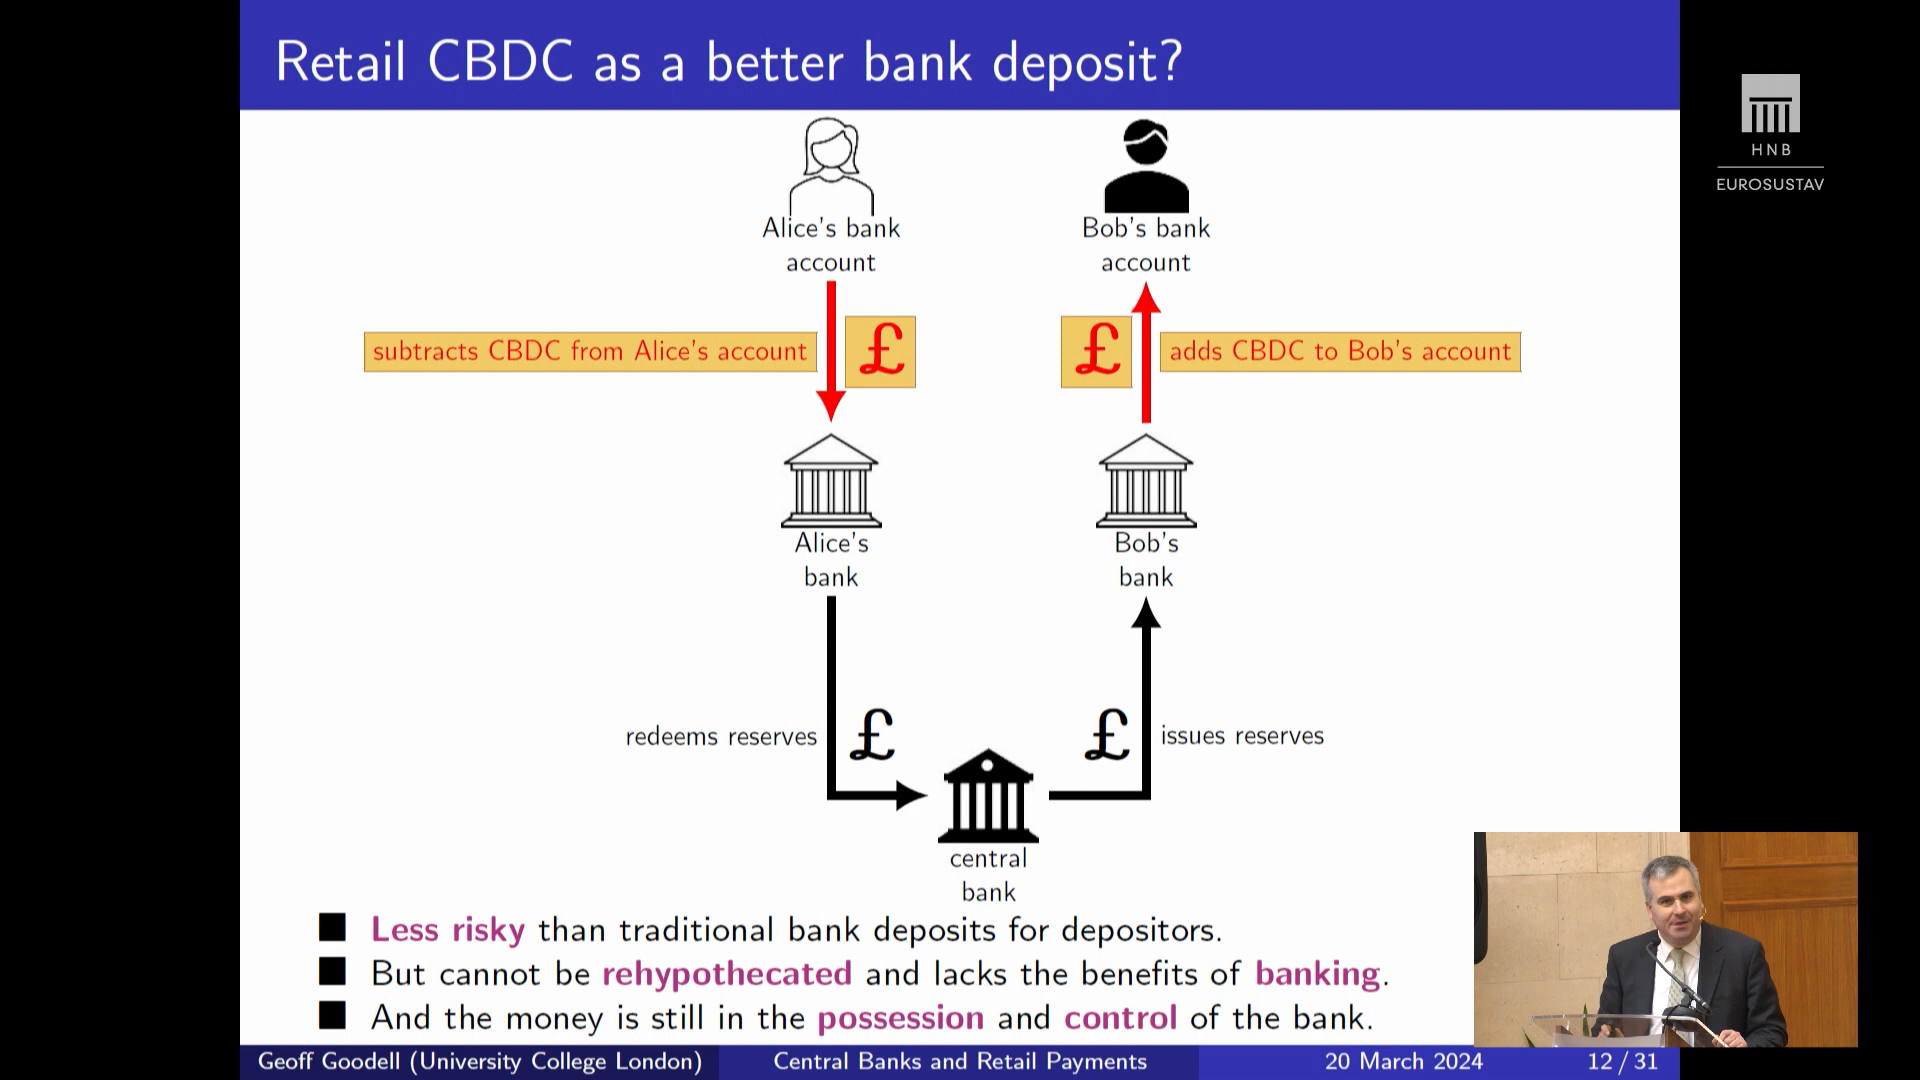 Retail CBDC as a better bank deposit?
HNB
EUROSUSTAV
Alice's bank
account
Bob's bank
account
subtracts CBDC from Alice's account
£
£
adds CBDC to Bob's account
Alice's
bank
Bob's
bank
redeems reserves
£
£
issues reserves
central
bank
Less risky than traditional bank deposits for depositors.
But cannot be rehypothecated and lacks the benefits of banking.
And the money is still in the possession and control of the bank.
Geoff Goodell (University College London)
Central Banks and Retail Payments
20 March 2024
12 / 31